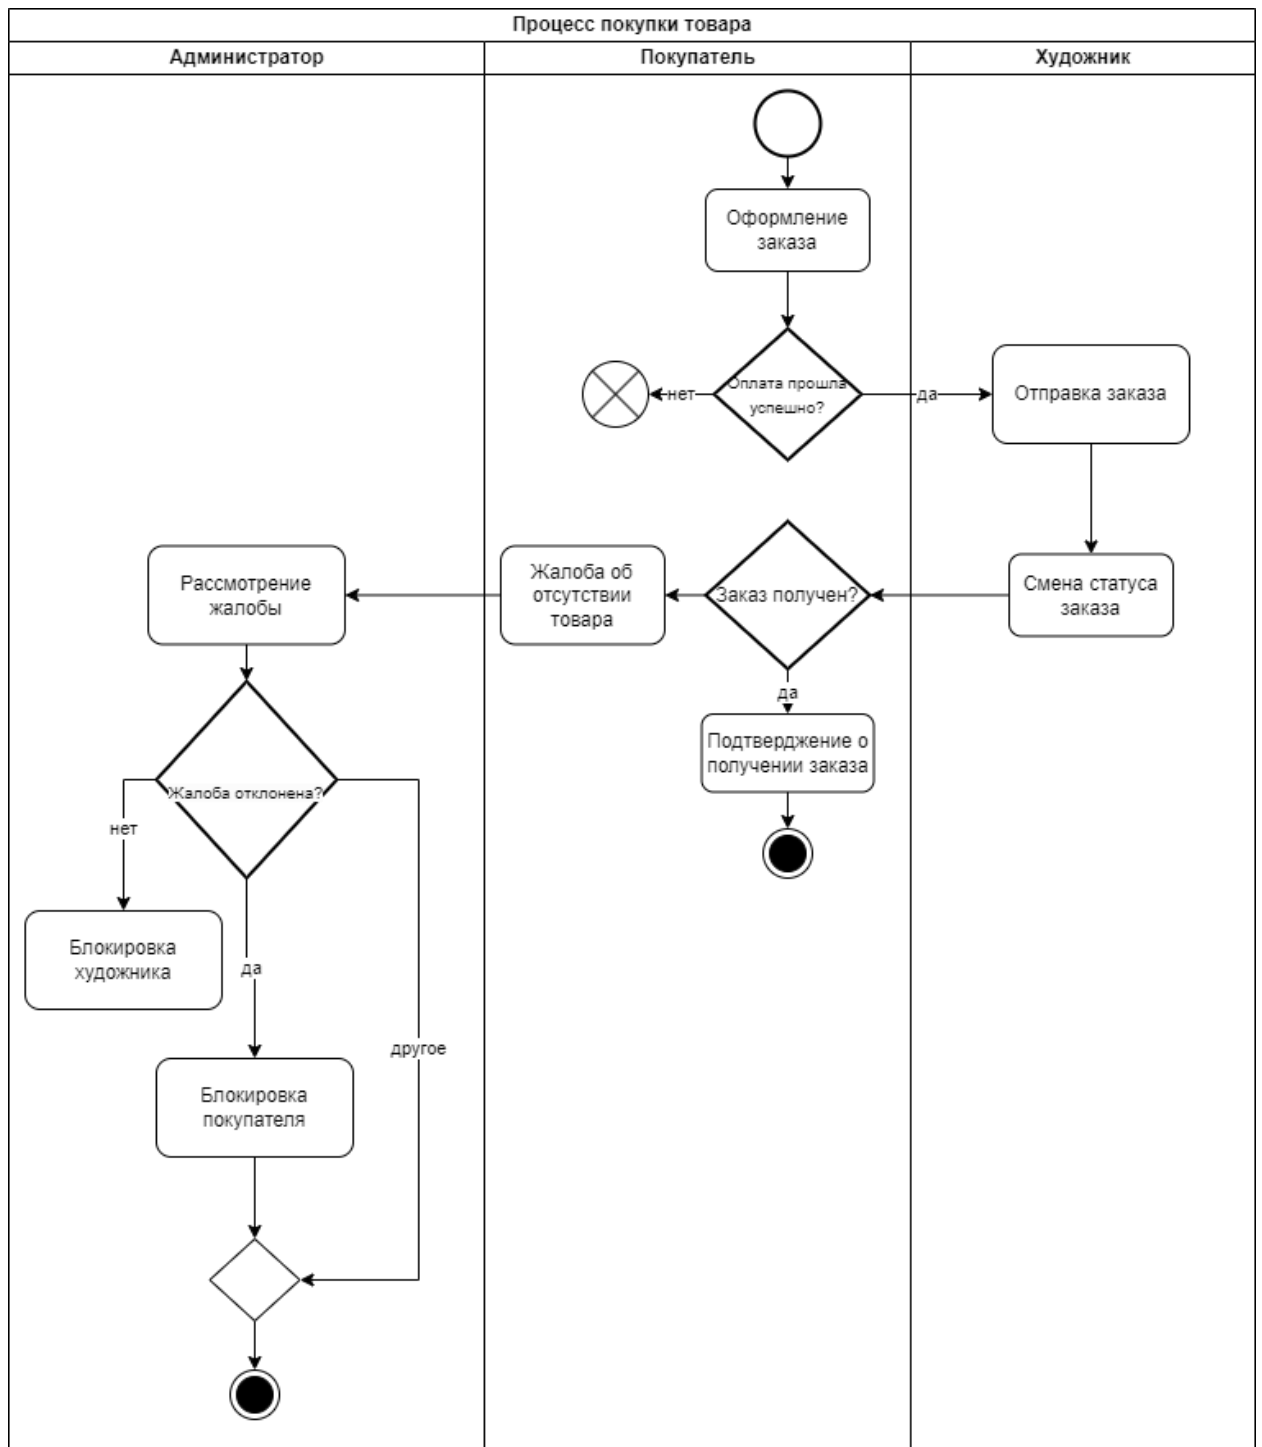 Процесс покупки товара
Администратор
Покупатель
Художник
Оформление
заказа
Оплата прошла
успешно?
нет
да
Отправка заказа
Смена статуса
заказа
Заказ получен?
Жалоба об
отсутствии
товара
Рассмотрение
жалобы
да
Подтверджение о
получении заказа
Жалоба отклонена?
нет
Блокировка
художника
да
другое
Блокировка
покупателя